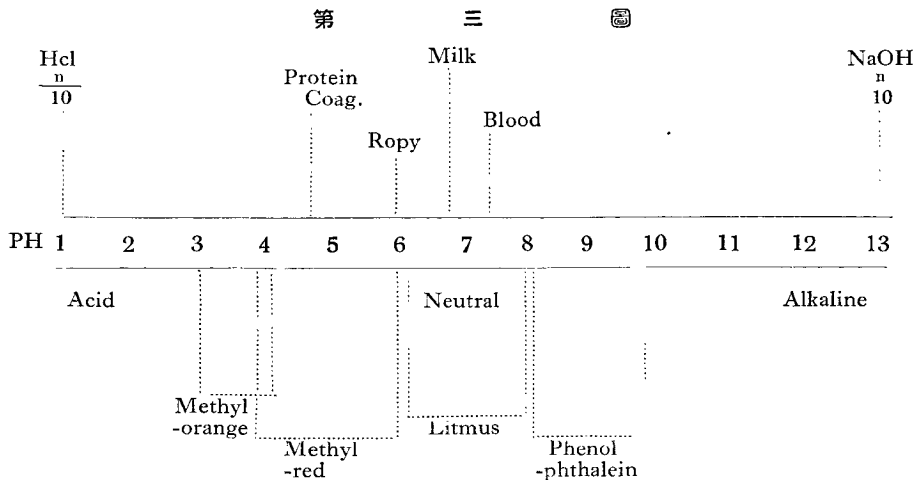 第三圖
Hcl
n
10
Protein
Coag.
Ropy
Milk
Blood
NaOH
n
10
PH 1 2 3 4 5 6 7 8 9 10 11 12 13
Acid Neutral Alkaline
Methyl
-orange
Methyl
-red
Litmus
Phenol
-phthalein